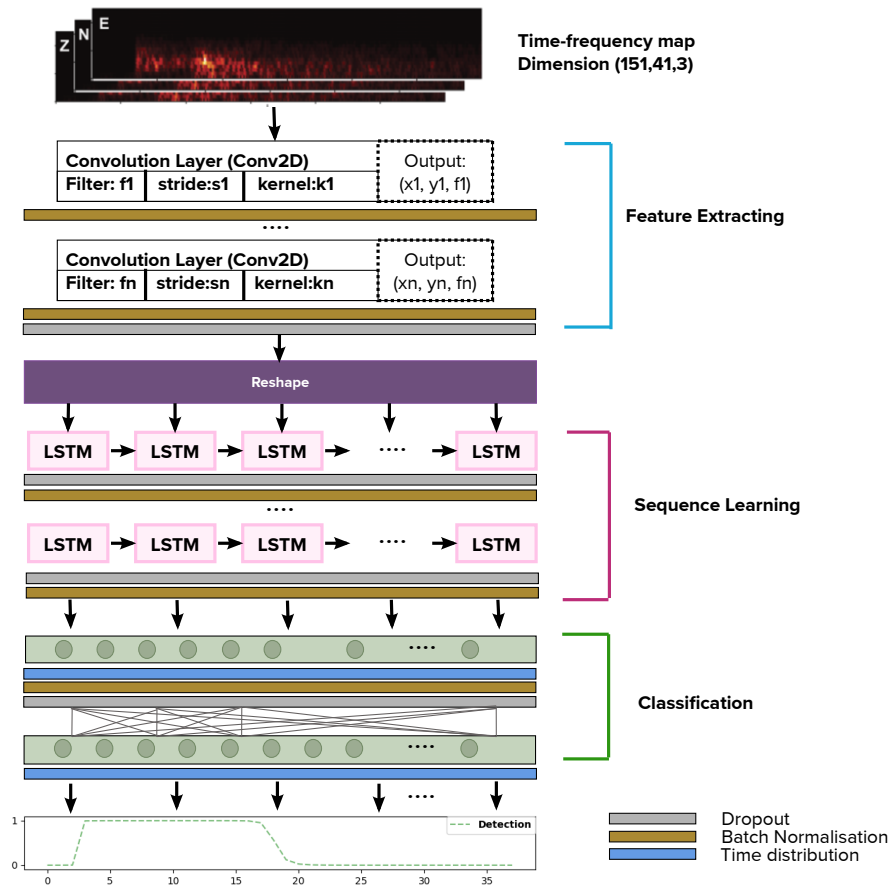 E
N
Z
Time-frequency map
Dimension (151,41,3)
Convolution Layer (Conv2D)
Filter: f1 stride:s1 kernel:k1
Output:
(x1, y1, f1)
....
Convolution Layer (Conv2D)
Filter: fn stride:sn kernel:kn
Output:
(xn, yn, fn)
Feature Extracting
Reshape
LSTM LSTM LSTM .... LSTM
....
LSTM LSTM LSTM .... LSTM
Sequence Learning
....
....
Classification
....
1
0
Detection
0 5 10 15 20 25 30 35
Dropout
Batch Normalisation
Time distribution